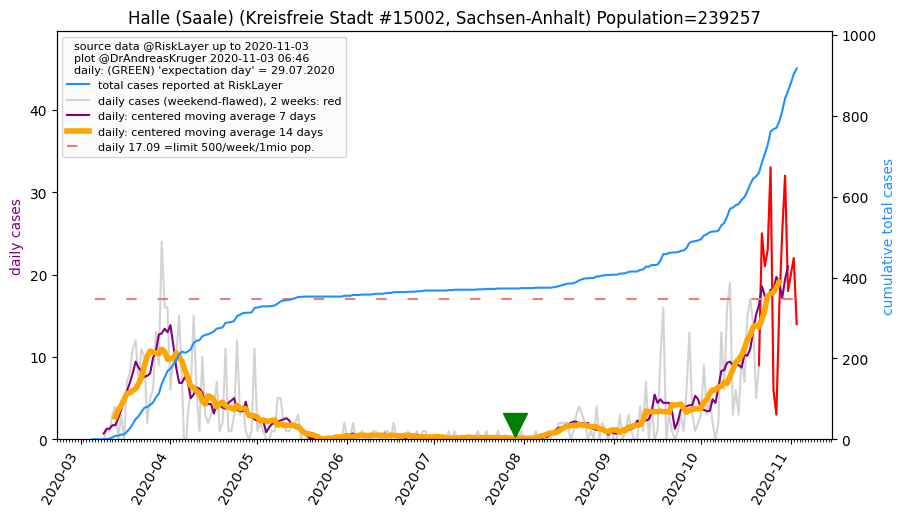 Halle (Saale) (Kreisfreie Stadt #15002, Sachsen-Anhalt) Population=239257
source data @RiskLayer up to 2020-11-03
plot @DrAndreasKruger 2020-11-03 06:46
daily: (GREEN) 'expectation day' = 29.07.2020
total cases reported at RiskLayer
daily cases (weekend-flawed), 2 weeks: red
daily: centered moving average 7 days
daily: centered moving average 14 days
daily 17.09 =limit 500/week/1mio pop.
daily cases
0
10
20
30
40
cumulative total cases
0
200
400
600
800
1000
2020-03
2020-04
2020-05
2020-06
2020-07
2020-08
2020-09
2020-10
2020-11